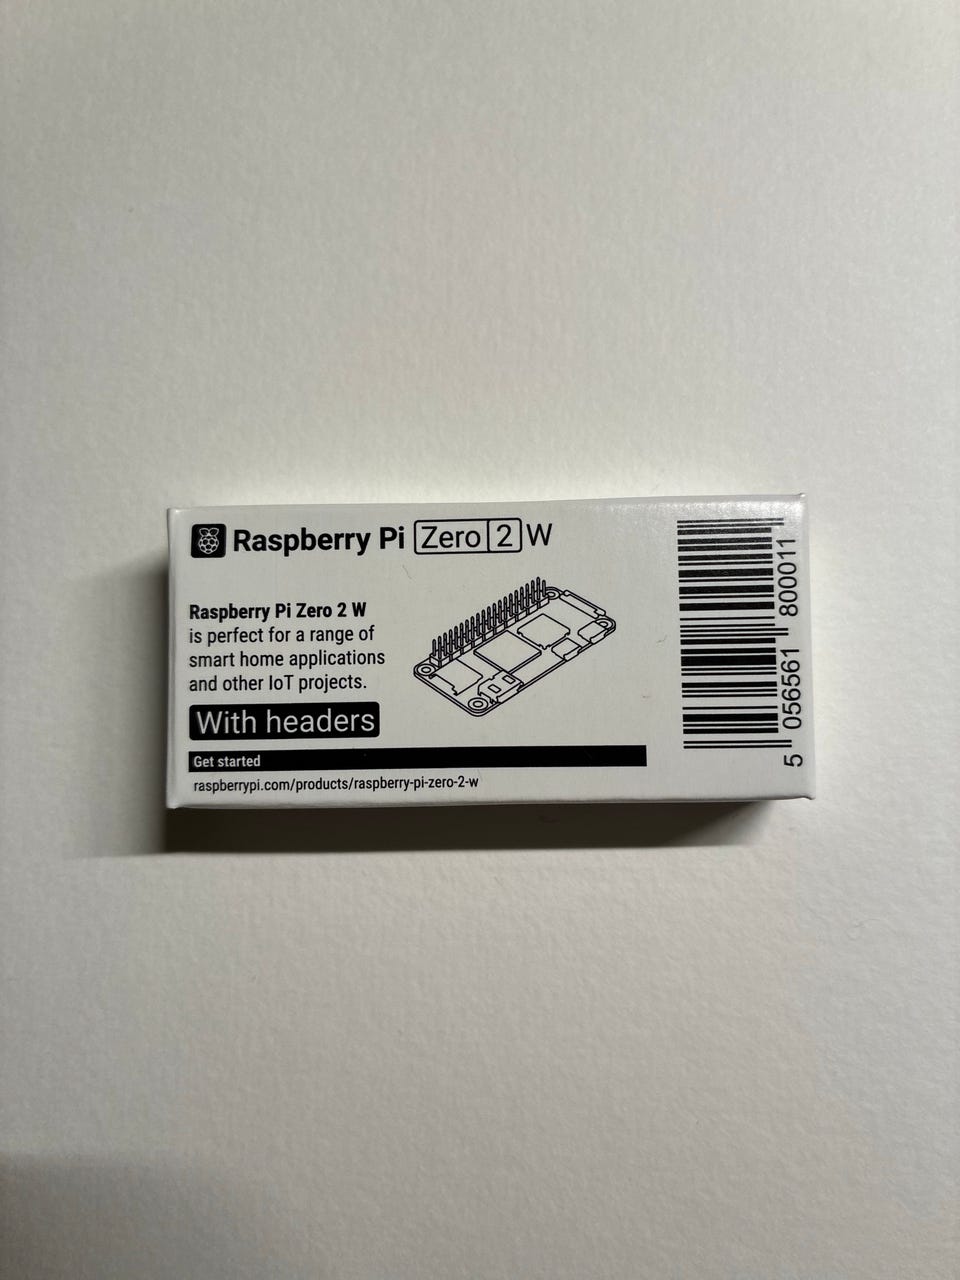 Raspberry Pi Zero 2 W
Raspberry Pi Zero 2 W
is perfect for a range of
smart home applications
and other IoT projects.
With headers
Get started
raspberrypi.com/products/raspberry-pi-zero-2-w
5 056561 800011